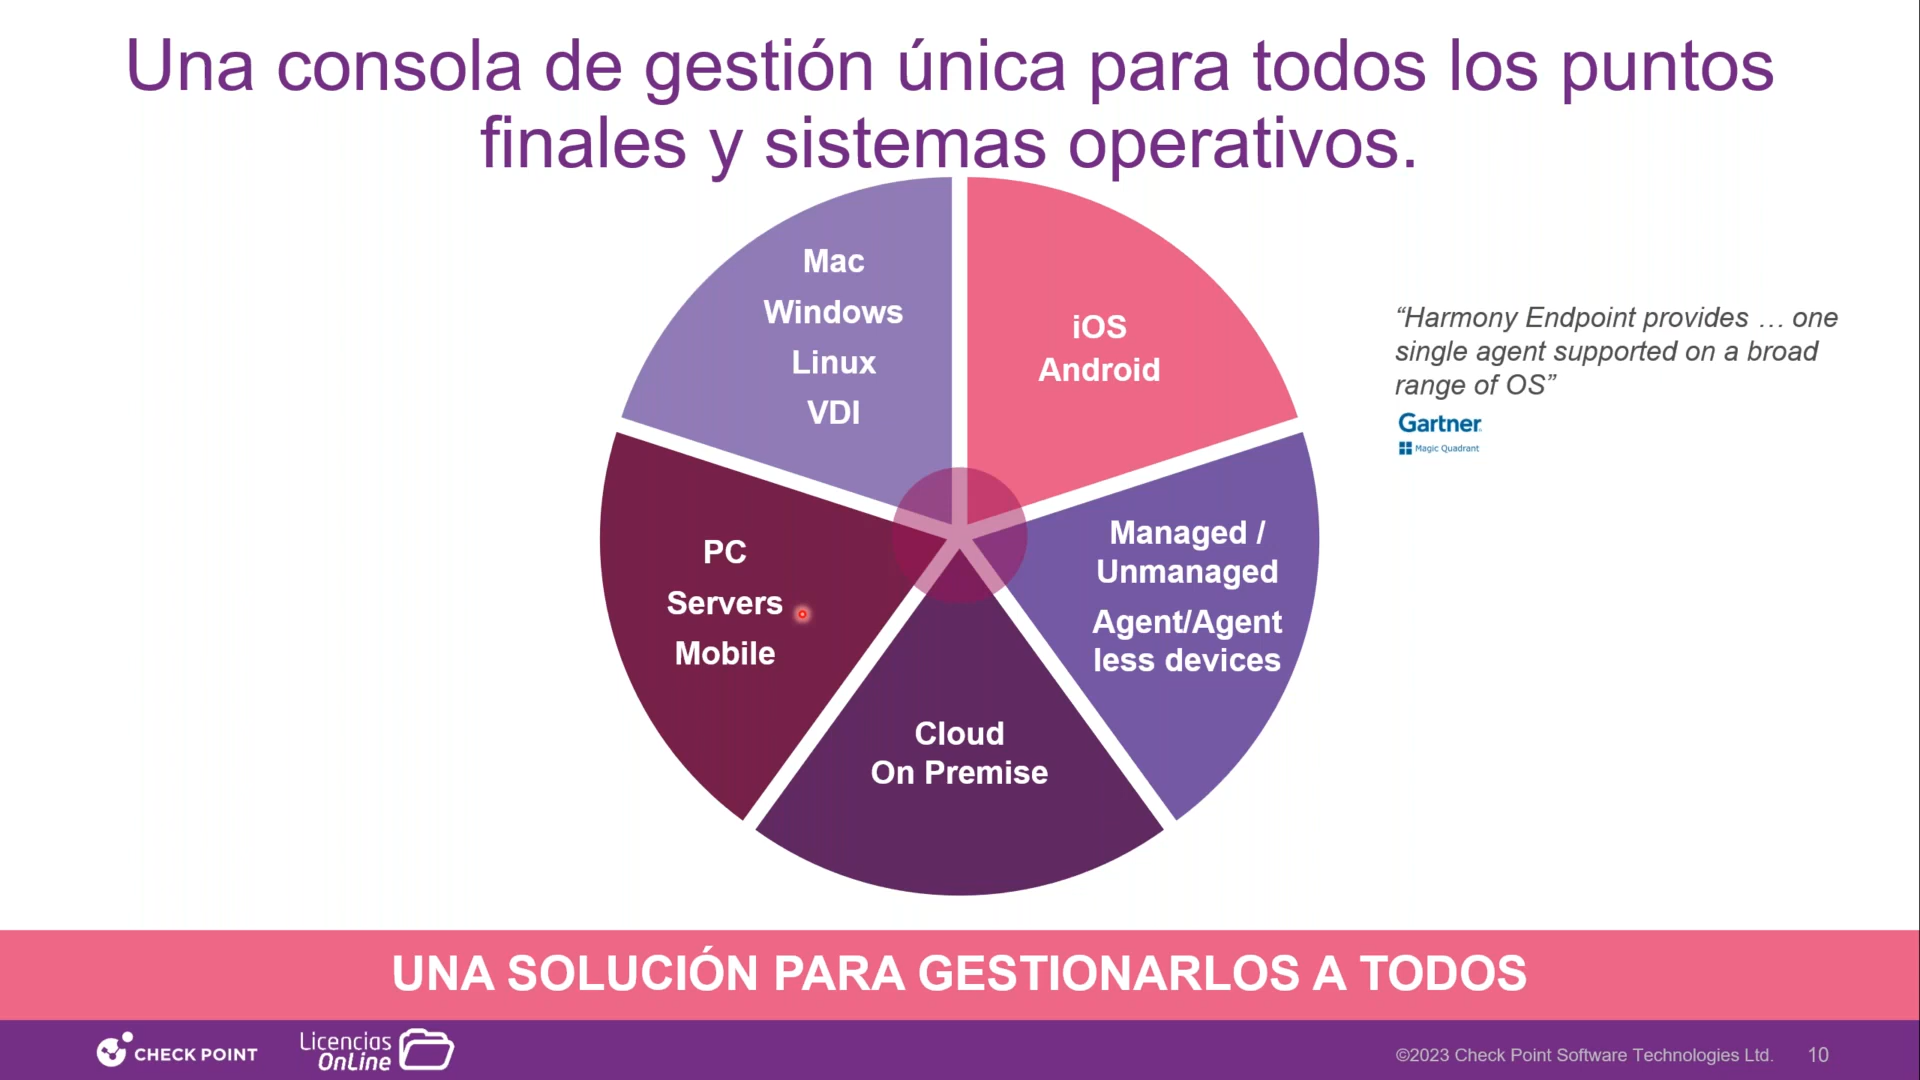 Una consola de gestión única para todos los puntos
finales y sistemas operativos.
Mac
Windows
Linux
VDI
iOS
Android
“Harmony Endpoint provides … one
single agent supported on a broad
range of OS”
Gartner
Magic Quadrant
PC
Servers
Mobile
Managed /
Unmanaged
Agent/Agent
less devices
Cloud
On Premise
UNA SOLUCIÓN PARA GESTIONARLOS A TODOS
CHECK POINT
Licencias
OnLine
©2023 Check Point Software Technologies Ltd.
10